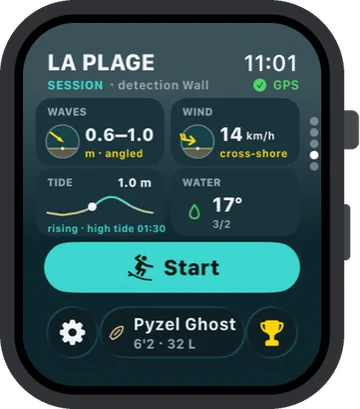 LA PLAGE 11:01
SESSION · detection Wall GPS
WAVES
0.6–1.0
m · angled
WIND
14 km/h
cross-shore
TIDE 1.0 m
rising · high tide 01:30
WATER
17°
3/2
Start
Pyzel Ghost
6'2 · 32 L